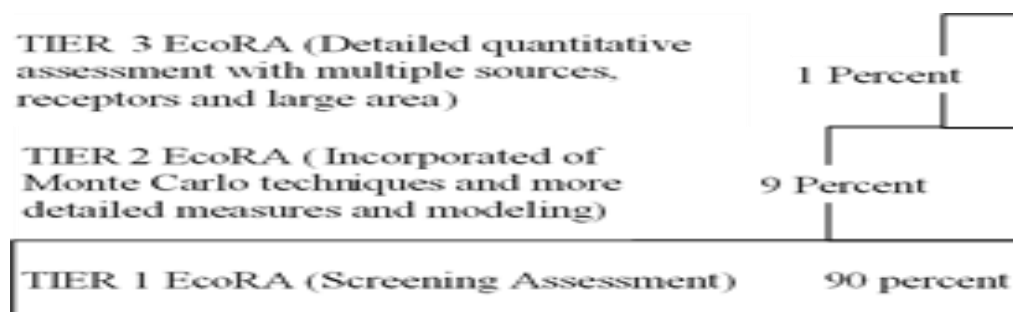 TIER 3 EcoRA (Detailed quantitative
assessment with multiple sources,
receptors and large area)
1 Percent
TIER 2 EcoRA ( Incorporated of
Monte Carlo techniques and more
detailed measures and modeling)
9 Percent
TIER 1 EcoRA (Screening Assessment) 90 percent